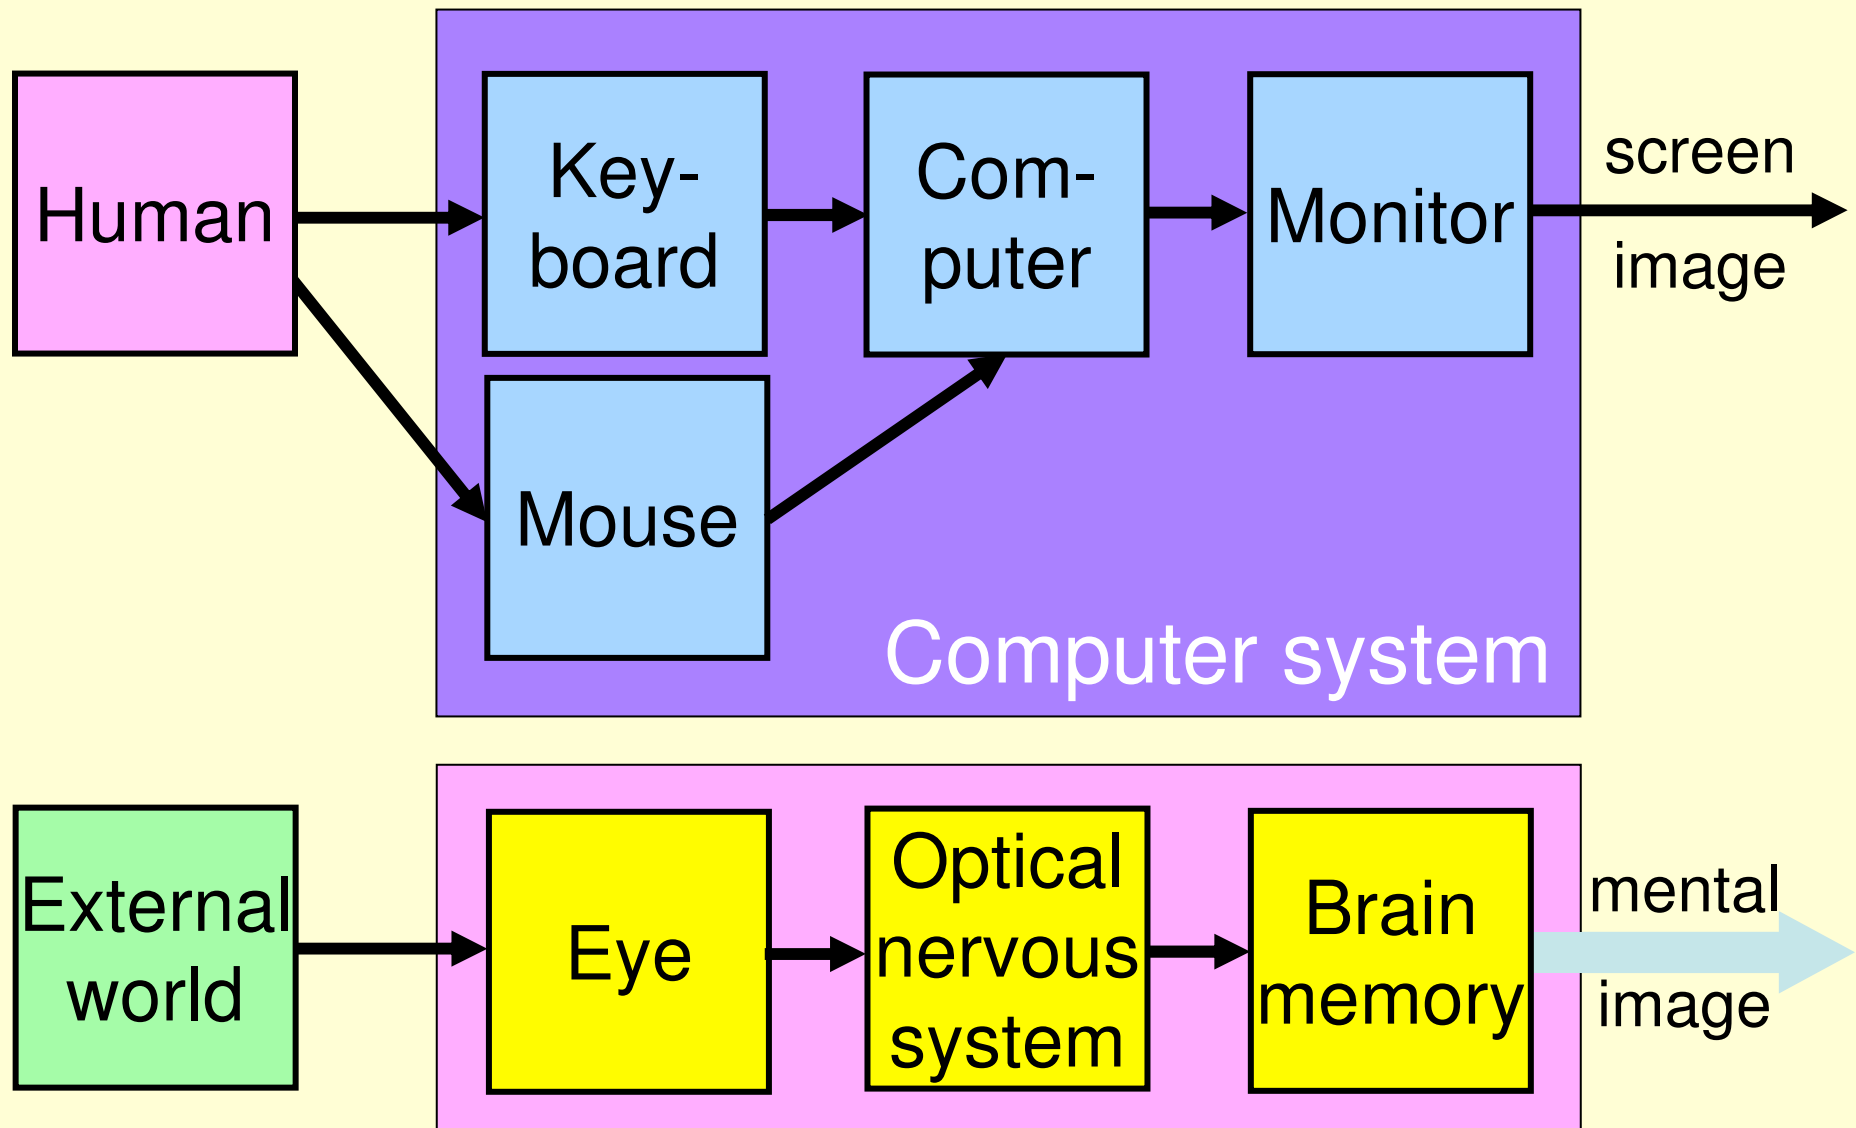 Human
Key-
board
Com-
puter
Monitor
screen
image
Mouse
Computer system
External
world
Eye
Optical
nervous
system
Brain
memory
mental
image